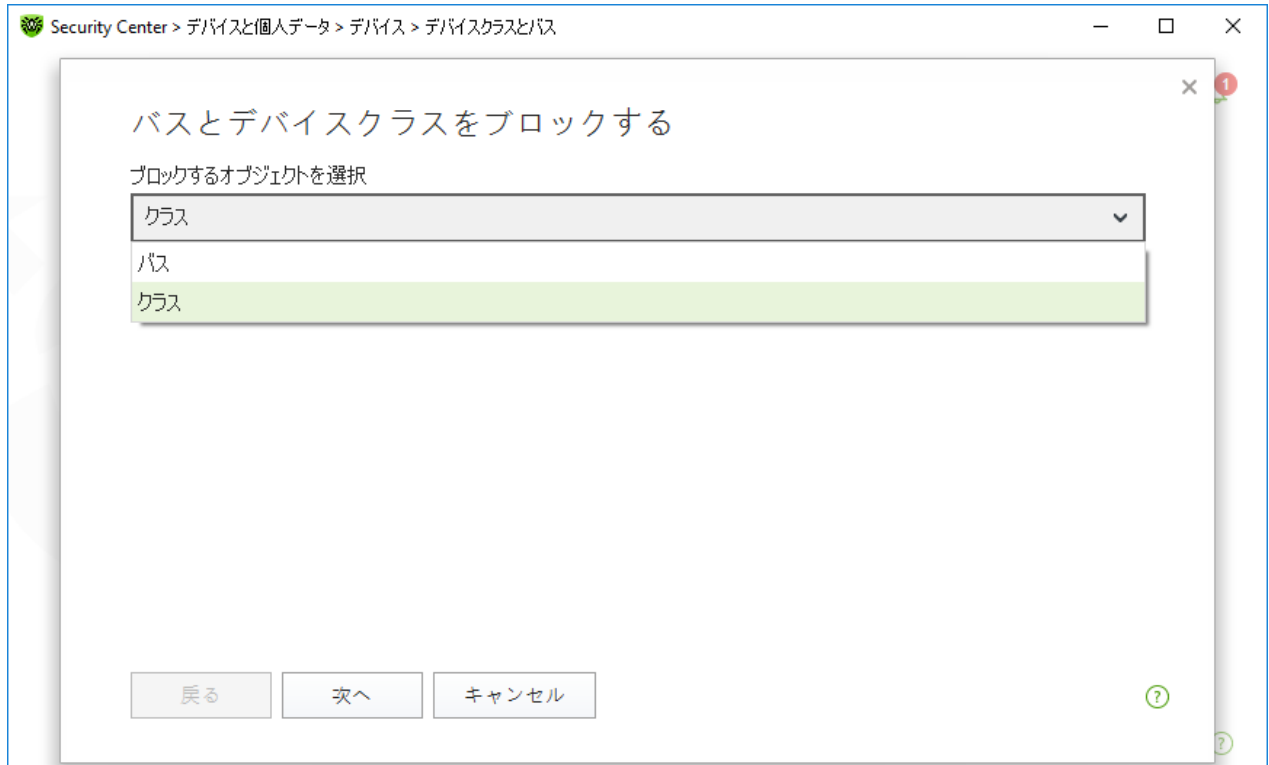 Security Center > デバイスと個人データ > デバイス > デバイスクラスとバス
1
バスとデバイスクラスをブロックする
ブロックするオブジェクトを選択
クラス
バス
クラス
戻る 次へ キャンセル ?
?